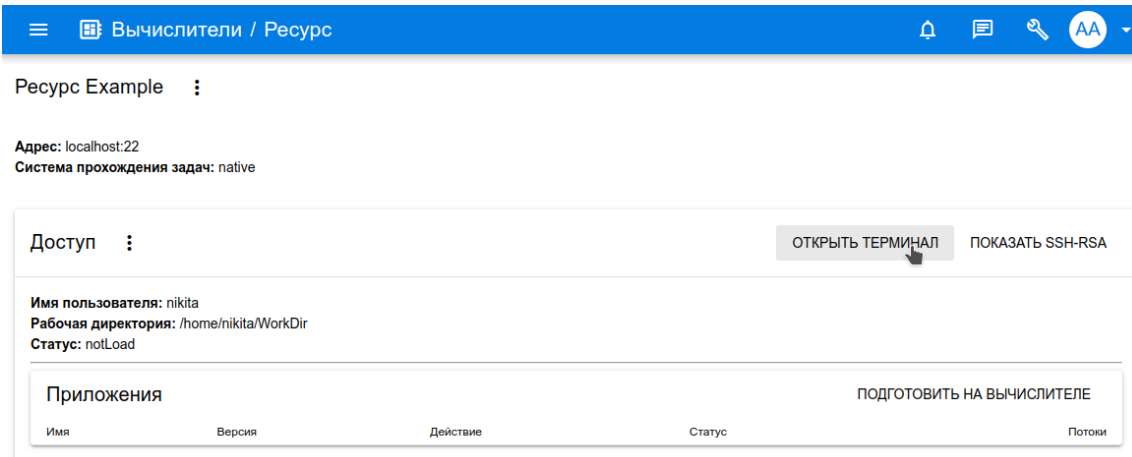 Вычислители / Ресурс
AA
Ресурс Example
Адрес: localhost:22
Система прохождения задач: native
Доступ
ОТКРЫТЬ ТЕРМИНАЛ
ПОКАЗАТЬ SSH-RSA
Имя пользователя: nikita
Рабочая директория: /home/nikita/WorkDir
Статус: notLoad
Приложения
ПОДГОТОВИТЬ НА ВЫЧИСЛИТЕЛЕ
Имя Версия Действие Статус Потоки